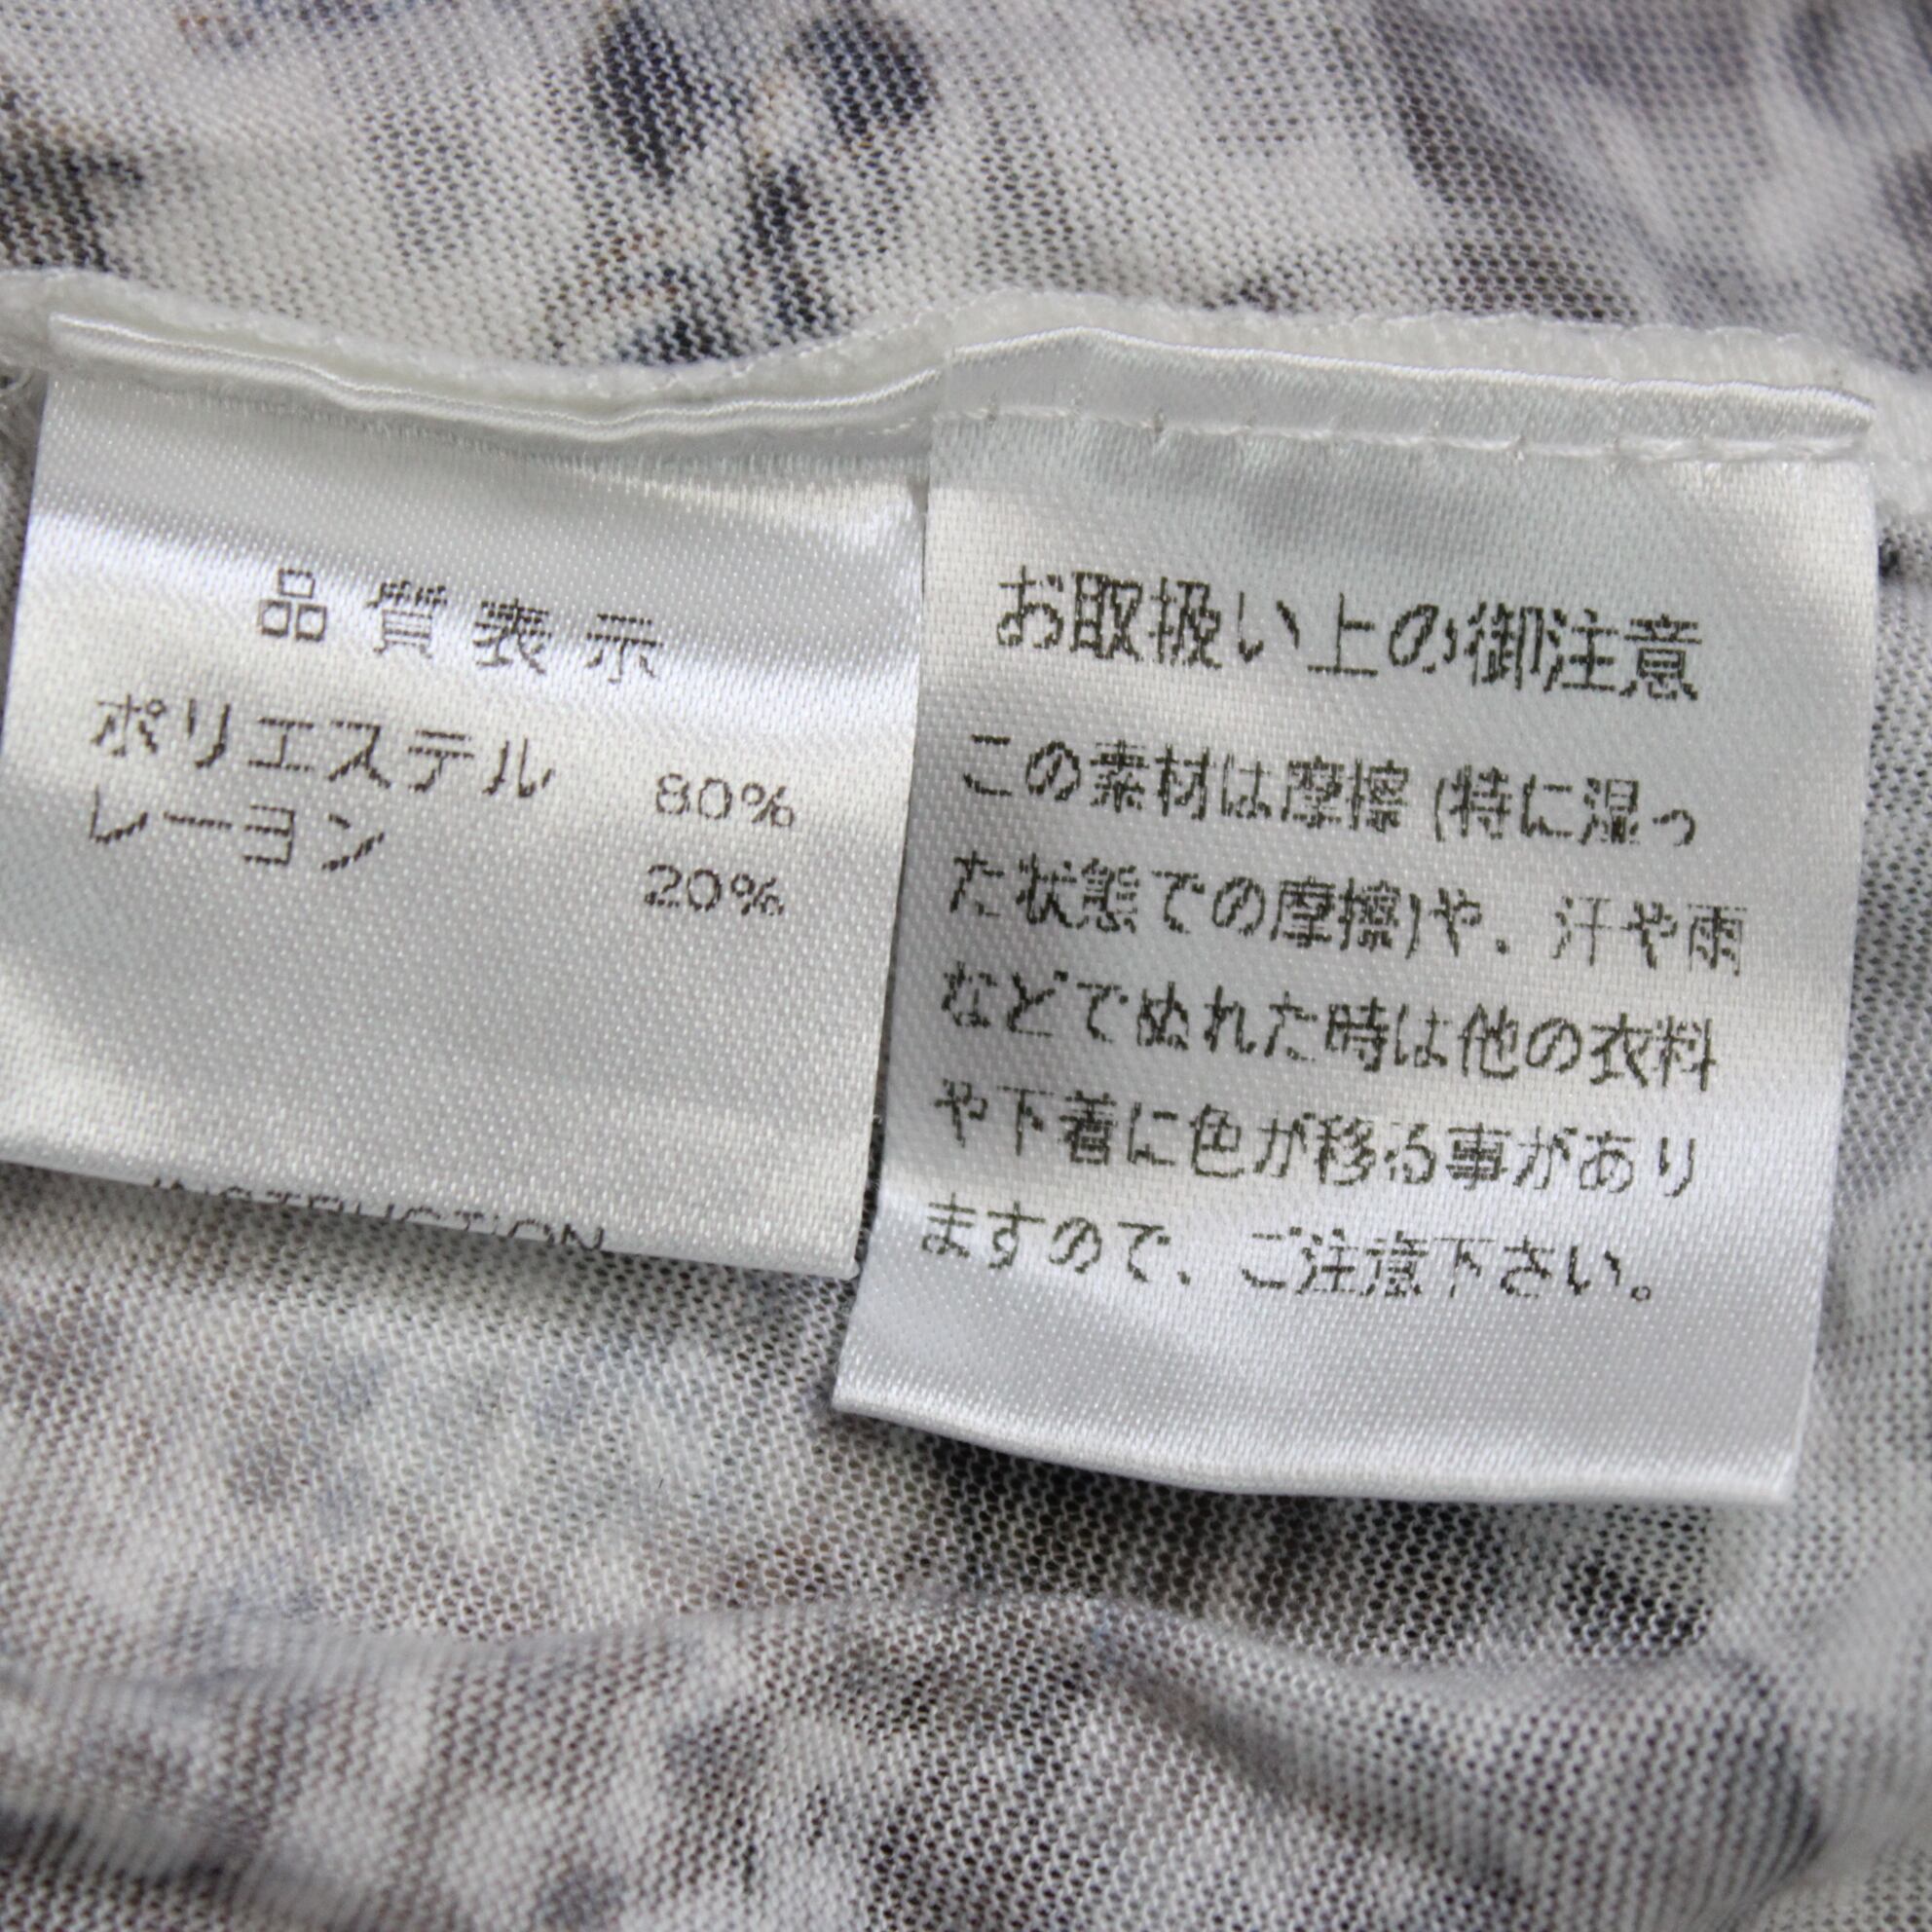 品質表示
ポリエステル 80%
レーヨン 20%
INSTRUCTION
お取扱い上の御注意
この素材は摩擦(特に湿っ
た状態での摩擦)や、汗や雨
などでぬれた時は他の衣料
や下着に色が移る事があり
ますので、ご注意下さい。